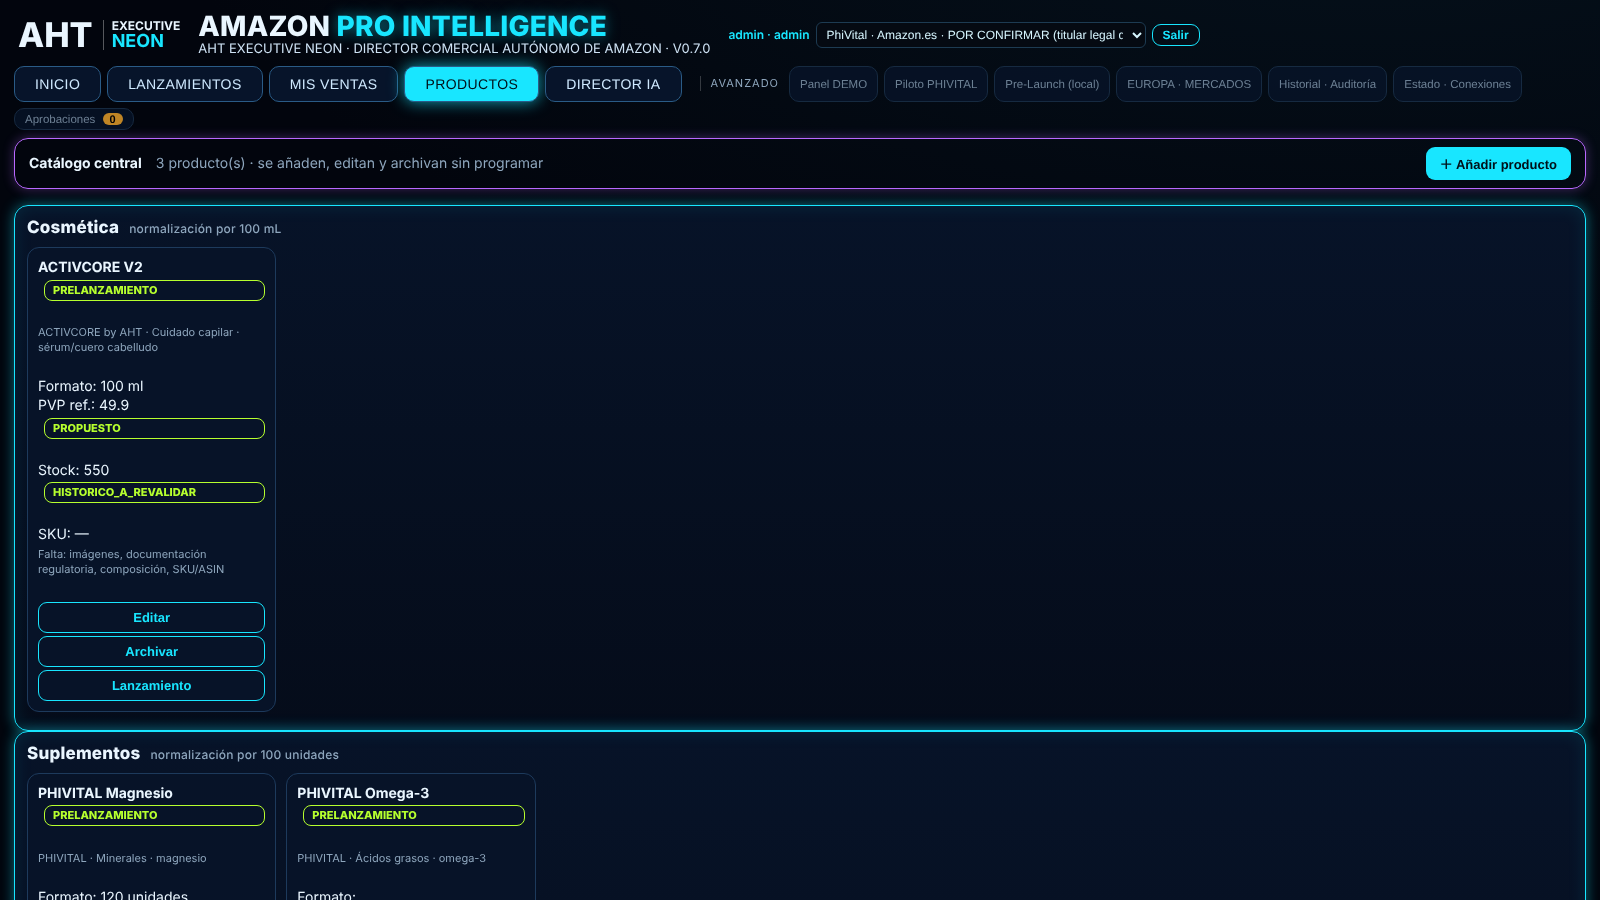 AHT EXECUTIVE NEON
AMAZON PRO INTELLIGENCE
AHT EXECUTIVE NEON · DIRECTOR COMERCIAL AUTÓNOMO DE AMAZON · V0.7.0
admin · admin
PhiVital · Amazon.es · POR CONFIRMAR (titular legal c
Salir
INICIO
LANZAMIENTOS
MIS VENTAS
PRODUCTOS
DIRECTOR IA
AVANZADO
Panel DEMO
Piloto PHIVITAL
Pre-Launch (local)
EUROPA · MERCADOS
Historial · Auditoría
Estado · Conexiones
Aprobaciones 0
Catálogo central 3 producto(s) · se añaden, editan y archivan sin programar
+ Añadir producto
Cosmética normalización por 100 mL
ACTIVCORE V2
PRELANZAMIENTO
ACTIVCORE by AHT · Cuidado capilar ·
sérum/cuero cabelludo
Formato: 100 ml
PVP ref.: 49.9
PROPUESTO
Stock: 550
HISTORICO_A_REVALIDAR
SKU: —
Falta: imágenes, documentación
regulatoria, composición, SKU/ASIN
Editar
Archivar
Lanzamiento
Suplementos normalización por 100 unidades
PHIVITAL Magnesio
PRELANZAMIENTO
PHIVITAL · Minerales · magnesio
Formato: 120 unidades
PHIVITAL Omega-3
PRELANZAMIENTO
PHIVITAL · Ácidos grasos · omega-3
Formato: